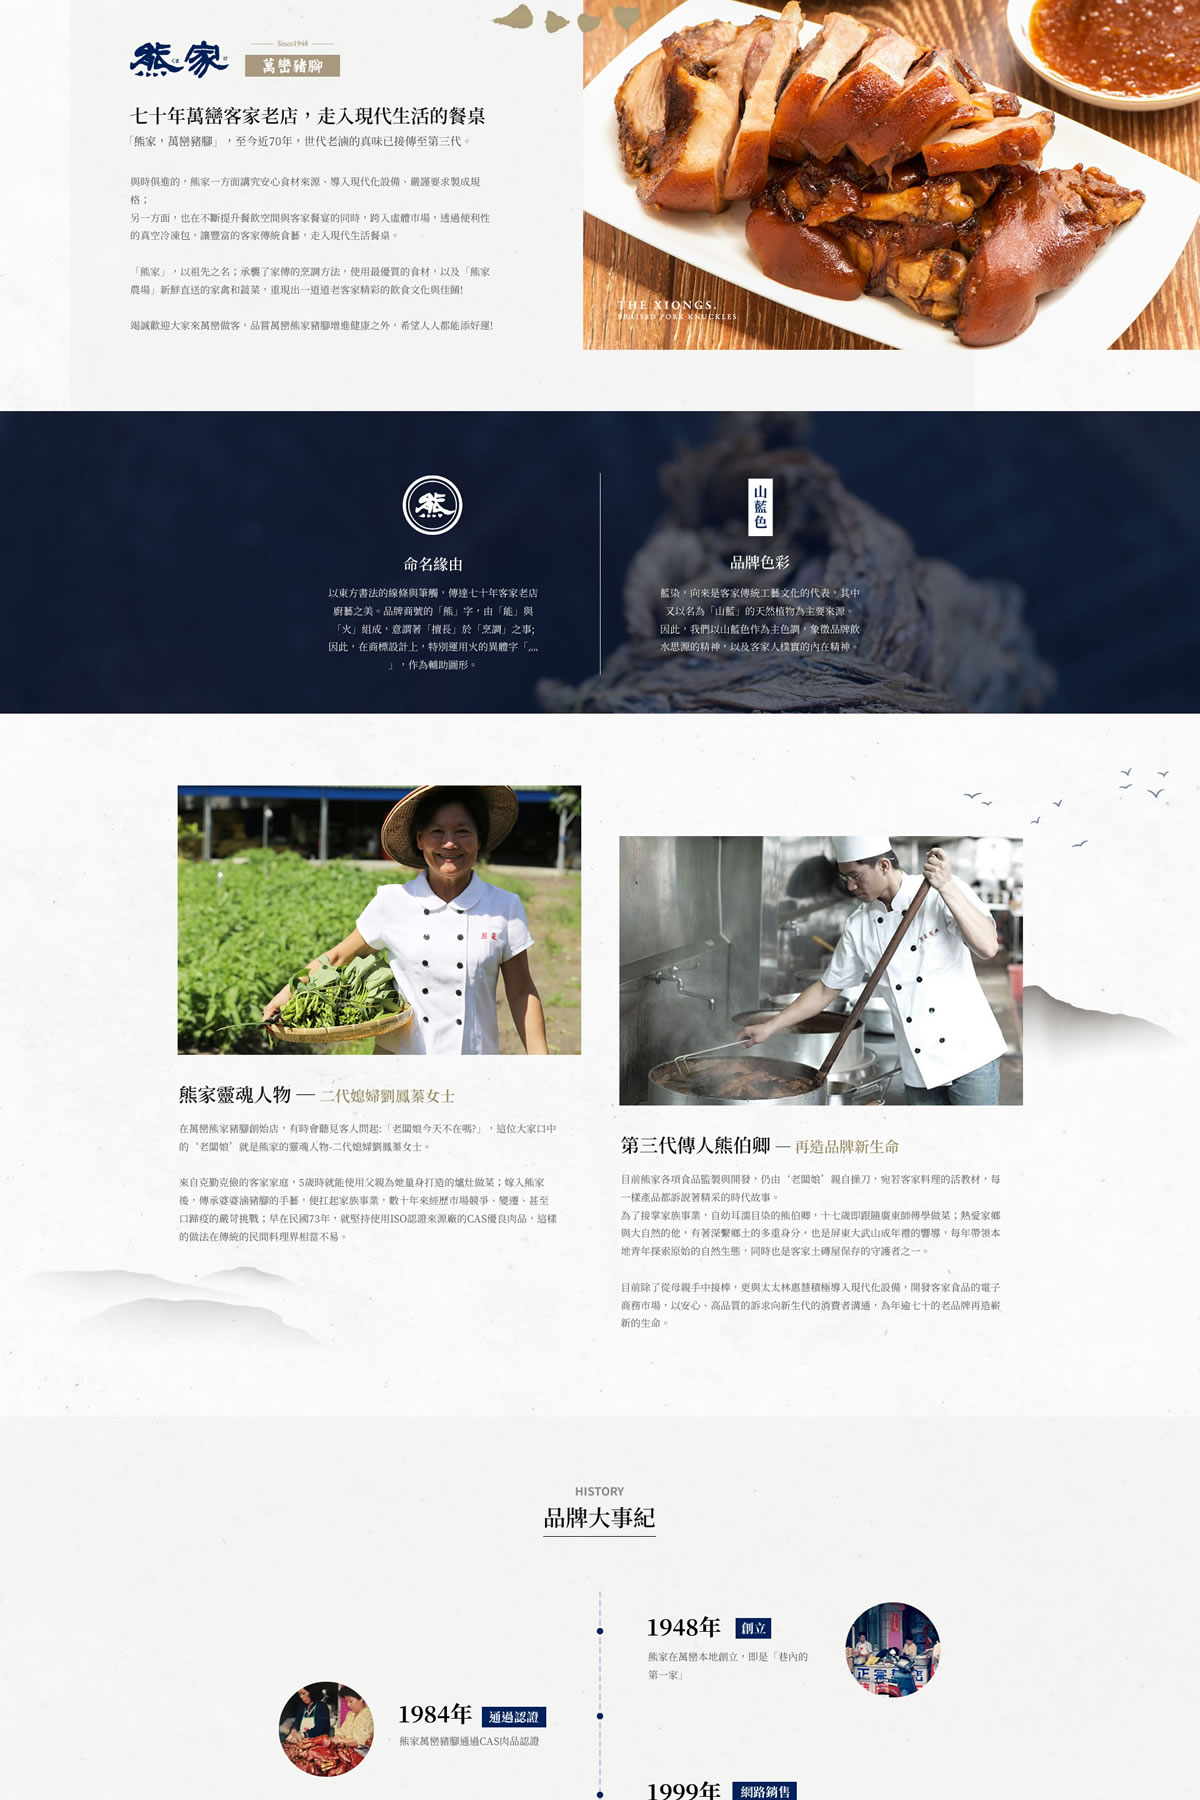 熊家
Since1948
萬巒豬腳
七十年萬巒客家老店，走入現代生活的餐桌
「熊家，萬巒豬腳」，至今近70年，世代老滷的真味已接傳至第三代。
與時俱進的，熊家一方面講究安心食材來源、導入現代化設備、嚴謹要求製成規
格；
另一方面，也在不斷提升餐飲空間與客家餐宴的同時，跨入虛體市場，透過便利性
的真空冷凍包，讓豐富的客家傳統食藝，走入現代生活餐桌。
「熊家」，以祖先之名；承襲了家傳的烹調方法，使用最優質的食材，以及「熊家
農場」新鮮直送的家禽和蔬菜，重現出一道道老客家精彩的飲食文化與佳餚!
竭誠歡迎大家來萬巒做客，品嘗萬巒熊家豬腳增進健康之外，希望人人都能添好運!
THE XIONGS.
BRAISED PORK KNUCKLES
熊
命名緣由
以東方書法的線條與筆觸，傳達七十年客家老店
廚藝之美。品牌商號的「熊」字，由「能」與
「火」組成，意謂著「擅長」於「烹調」之事;
因此，在商標設計上，特別運用火的異體字「灬
」，作為輔助圖形。
山藍色
品牌色彩
藍染，向來是客家傳統工藝文化的代表，其中
又以名為「山藍」的天然植物為主要來源。
因此，我們以山藍色作為主色調，象徵品牌飲
水思源的精神，以及客家人樸實的內在精神。
熊家
熊家靈魂人物 — 二代媳婦劉鳳蓁女士
在萬巒熊家豬腳創始店，有時會聽見客人問起:「老闆娘今天不在嗎?」，這位大家口中
的‘老闆娘’就是熊家的靈魂人物-二代媳婦劉鳳蓁女士。
來自克勤克儉的客家家庭，5歲時就能使用父親為她量身打造的爐灶做菜；嫁入熊家
後，傳承婆婆滷豬腳的手藝，便扛起家族事業，數十年來經歷市場競爭、變遷、甚至
口蹄疫的嚴苛挑戰；早在民國73年，就堅持使用ISO認證來源廠的CAS優良肉品，這樣
的做法在傳統的民間料理界相當不易。
第三代傳人熊伯卿 — 再造品牌新生命
目前熊家各項食品監製與開發，仍由‘老闆娘’親自操刀，宛若客家料理的活教材，每
一樣產品都訴說著精采的時代故事。
為了接掌家族事業，自幼耳濡目染的熊伯卿，十七歲即跟隨廣東師傅學做菜；熱愛家鄉
與大自然的他，有著深繫鄉土的多重身分，也是屏東大武山成年禮的響導，每年帶領本
地青年探索原始的自然生態，同時也是客家土磚屋保存的守護者之一。
目前除了從母親手中接棒，更與太太林惠慧積極導入現代化設備，開發客家食品的電子
商務市場，以安心、高品質的訴求向新生代的消費者溝通，為年逾七十的老品牌再造嶄
新的生命。
HISTORY
品牌大事紀
1948年 創立
熊家在萬巒本地創立，即是「巷內的
第一家」
正宗
店
1984年 通過認證
熊家萬巒豬腳通過CAS肉品認證
1999年 網路銷售